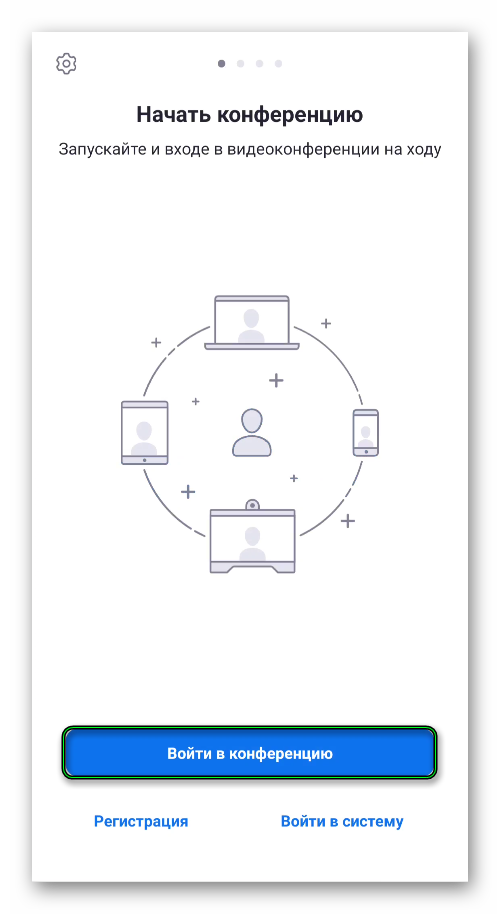 Начать конференцию
Запускайте и входе в видеоконференции на ходу
Войти в конференцию
Регистрация
Войти в систему